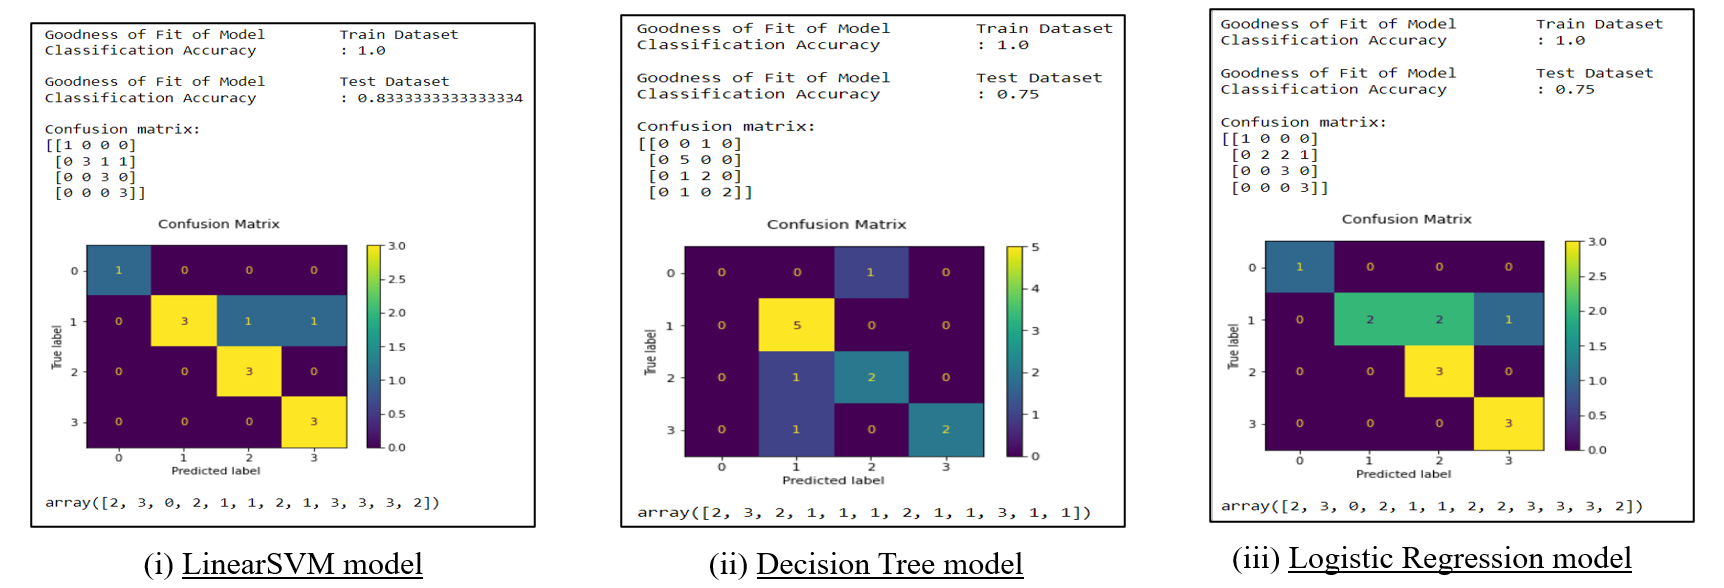 Goodness of Fit of Model Train Dataset
Classification Accuracy : 1.0
Goodness of Fit of Model Test Dataset
Classification Accuracy : 0.8333333333333334
Confusion matrix:
[[1 0 0 0]
[0 3 1 1]
[0 0 3 0]
[0 0 0 3]]
Confusion Matrix
0 1 0 0 0
1 0 3 1 1
2 0 0 3 0
3 0 0 0 3
True label
0 1 2 3
Predicted label
3.0
2.5
2.0
1.5
1.0
0.5
0.0
array([2, 3, 0, 2, 1, 1, 2, 1, 3, 3, 3, 2])
(i) LinearSVM model
Goodness of Fit of Model Train Dataset
Classification Accuracy : 1.0
Goodness of Fit of Model Test Dataset
Classification Accuracy : 0.75
Confusion matrix:
[[0 0 1 0]
[0 5 0 0]
[0 1 2 0]
[0 1 0 2]]
Confusion Matrix
0 0 0 1 0
1 0 5 0 0
2 0 1 2 0
3 0 1 0 2
True label
0 1 2 3
Predicted label
5
4
3
2
1
0
array([2, 3, 2, 1, 1, 1, 2, 1, 1, 3, 1, 1])
(ii) Decision Tree model
Goodness of Fit of Model Train Dataset
Classification Accuracy : 1.0
Goodness of Fit of Model Test Dataset
Classification Accuracy : 0.75
Confusion matrix:
[[1 0 0 0]
[0 2 2 1]
[0 0 3 0]
[0 0 0 3]]
Confusion Matrix
0 1 0 0 0
1 0 2 2 1
2 0 0 3 0
3 0 0 0 3
True label
0 1 2 3
Predicted label
3.0
2.5
2.0
1.5
1.0
0.5
0.0
array([2, 3, 0, 2, 1, 1, 2, 2, 3, 3, 3, 2])
(iii) Logistic Regression model